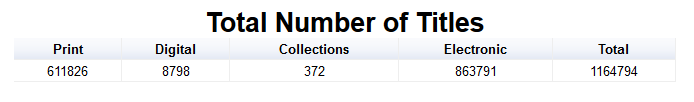 Total Number of Titles
Print Digital Collections Electronic Total
611826 8798 372 863791 1164794